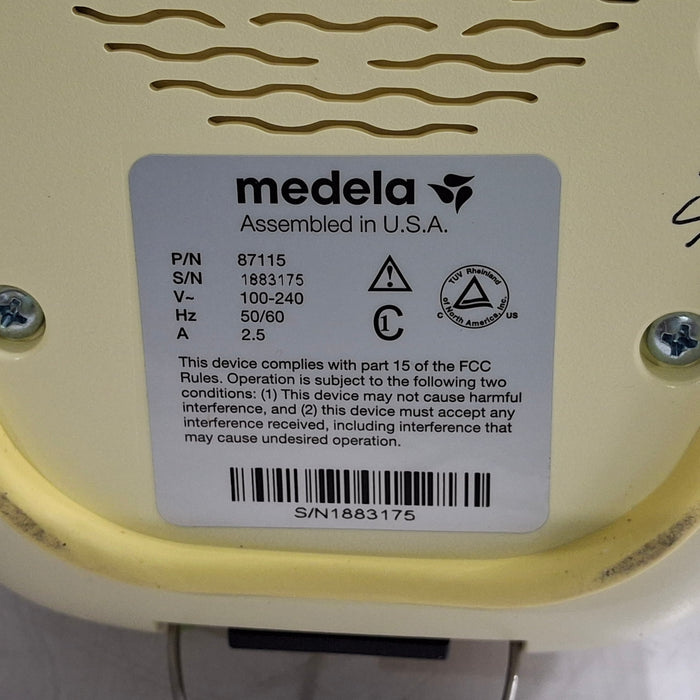 medela
Assembled in U.S.A.
P/N 87115
S/N 1883175
V~ 100-240
Hz 50/60
A 2.5
TUV Rheinland
of North America, Inc.
C US
This device complies with part 15 of the FCC
Rules. Operation is subject to the following two
conditions: (1) This device may not cause harmful
interference, and (2) this device must accept any
interference received, including interference that
may cause undesired operation.
S/N1883175